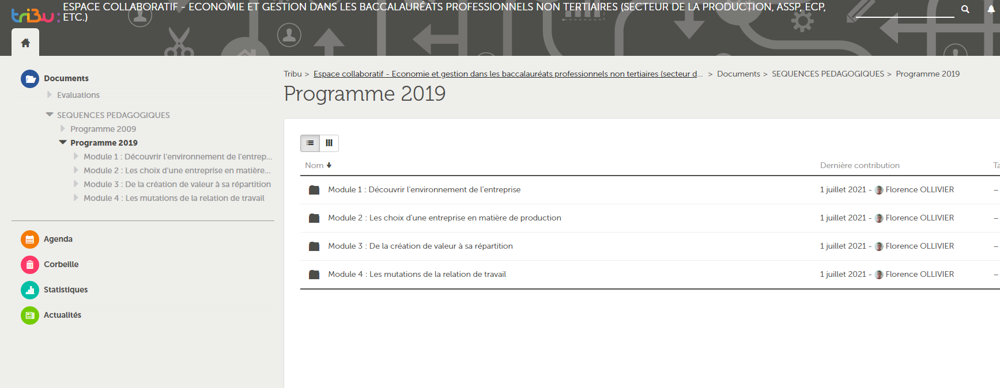 triBu :
ESPACE COLLABORATIF - ECONOMIE ET GESTION DANS LES BACCALAURÉATS PROFESSIONNELS NON TERTIAIRES (SECTEUR DE LA PRODUCTION, ASSP, ECP,
ETC.)
Documents
Evaluations
SEQUENCES PEDAGOGIQUES
Programme 2009
Programme 2019
Module 1 : Découvrir l'environnement de l'entrep...
Module 2 : Les choix d'une entreprise en matière...
Module 3 : De la création de valeur à sa répartition
Module 4 : Les mutations de la relation de travail
Agenda
Corbeille
Statistiques
Actualités
Tribu > Espace collaboratif - Economie et gestion dans les baccalauréats professionnels non tertiaires (secteur d... > Documents > SEQUENCES PEDAGOGIQUES > Programme 2019
Programme 2019
Nom Dernière contribution Ta
Module 1 : Découvrir l'environnement de l'entreprise 1 juillet 2021 - Florence OLLIVIER –
Module 2 : Les choix d'une entreprise en matière de production 1 juillet 2021 - Florence OLLIVIER –
Module 3 : De la création de valeur à sa répartition 1 juillet 2021 - Florence OLLIVIER –
Module 4 : Les mutations de la relation de travail 1 juillet 2021 - Florence OLLIVIER –